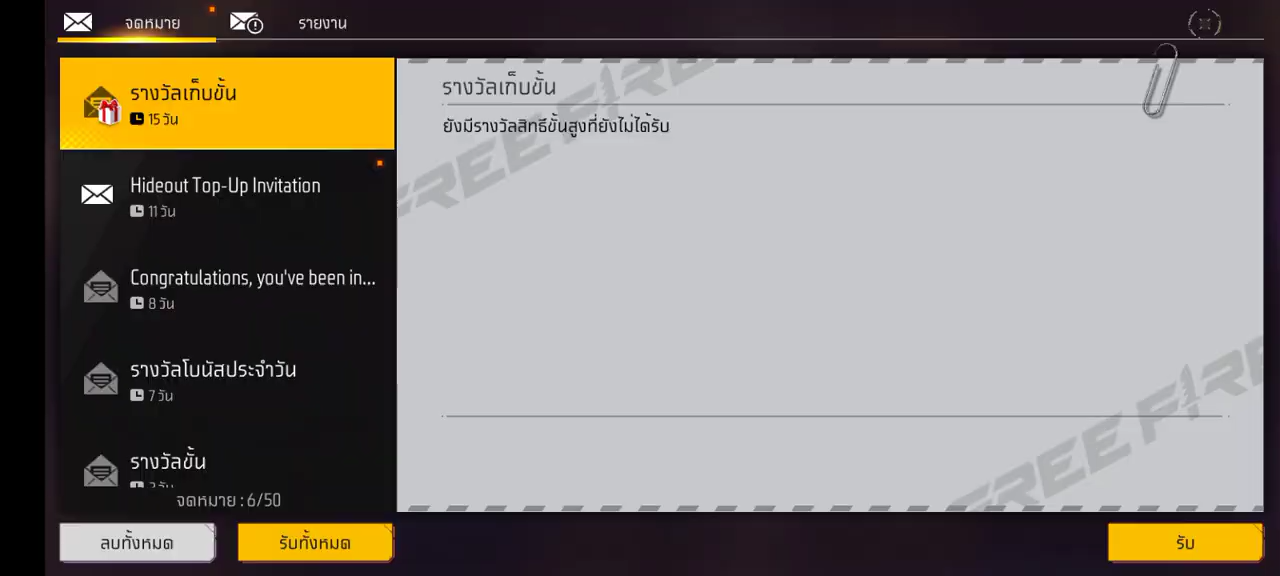 จดหมาย
รายงาน
รางวัลเก็บขั้น
15 วัน
Hideout Top-Up Invitation
11 วัน
Congratulations, you've been in...
8 วัน
รางวัลโบนัสประจำวัน
7 วัน
รางวัลขั้น
จดหมาย : 6/50
ลบทั้งหมด
รับทั้งหมด
รางวัลเก็บขั้น
ยังมีรางวัลสิทธิขั้นสูงที่ยังไม่ได้รับ
FREE FIRE
FREE FIRE
รับ